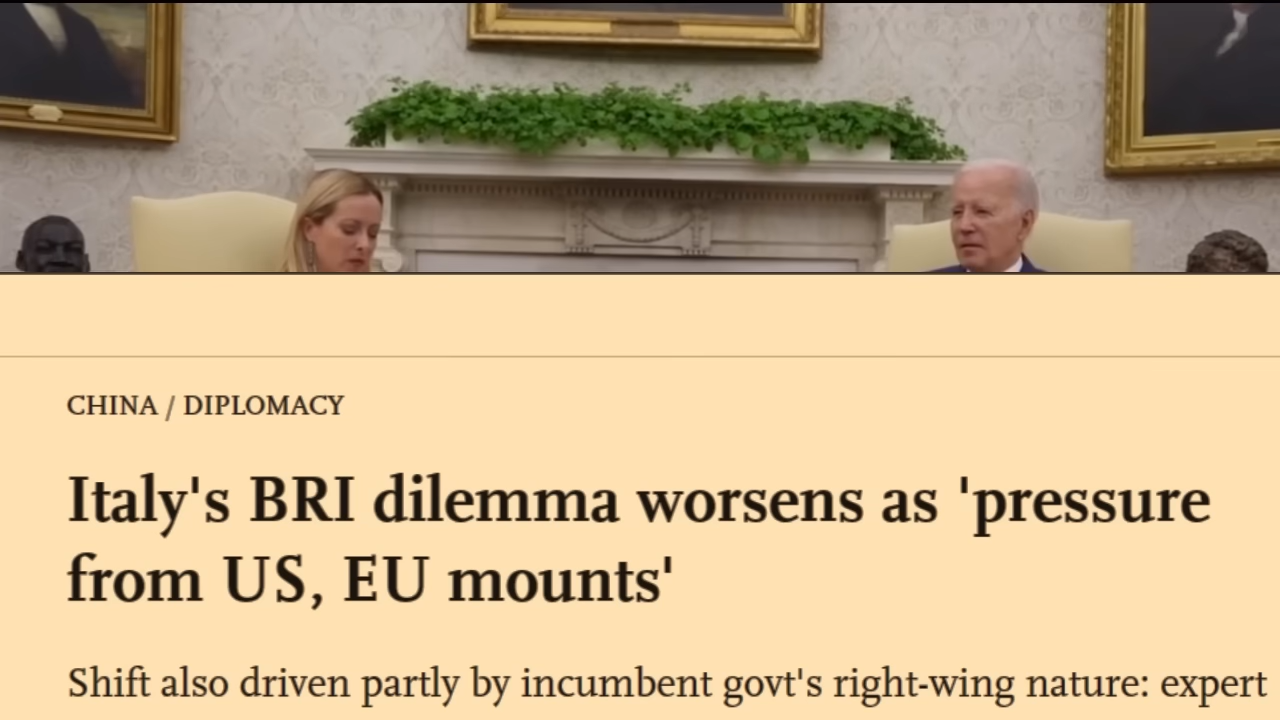 CHINA / DIPLOMACY
Italy's BRI dilemma worsens as 'pressure
from US, EU mounts'
Shift also driven partly by incumbent govt's right-wing nature: expert